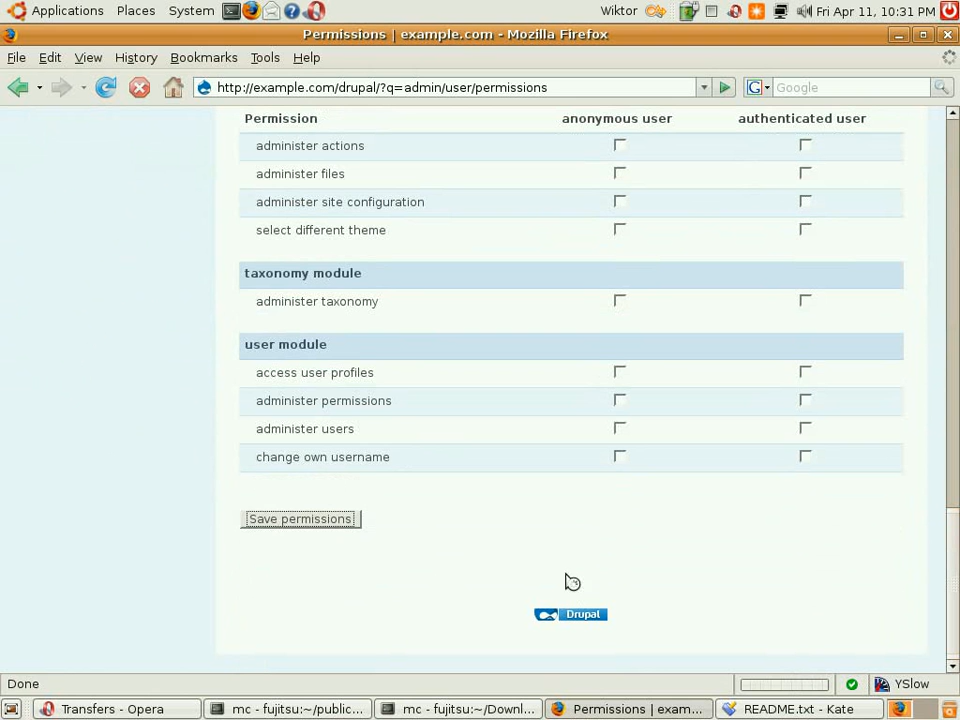 Applications Places System Wiktor Fri Apr 11, 10:31 PM
Permissions | example.com - Mozilla Firefox
File Edit View History Bookmarks Tools Help
http://example.com/drupal/?q=admin/user/permissions G Google
Permission anonymous user authenticated user
administer actions
administer files
administer site configuration
select different theme
taxonomy module
administer taxonomy
user module
access user profiles
administer permissions
administer users
change own username
Save permissions
Drupal
Done YSlow
Transfers - Opera mc - fujitsu:~/public... mc - fujitsu:~/Downl... Permissions | exam... README.txt - Kate